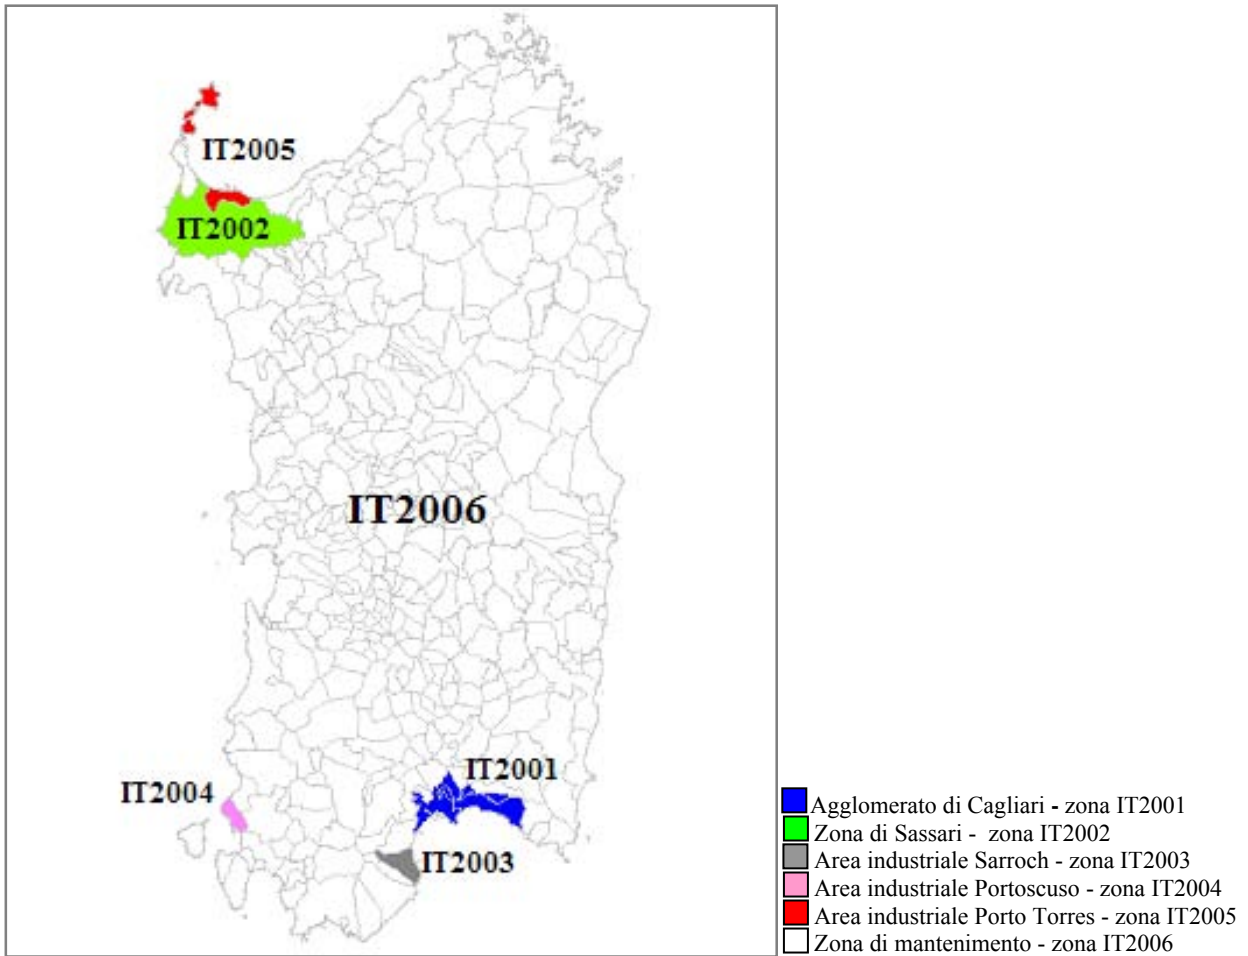 IT2005
IT2002
IT2006
IT2001
IT2004
IT2003
Agglomerato di Cagliari - zona IT2001
Zona di Sassari - zona IT2002
Area industriale Sarroch - zona IT2003
Area industriale Portoscuso - zona IT2004
Area industriale Porto Torres - zona IT2005
Zona di mantenimento - zona IT2006